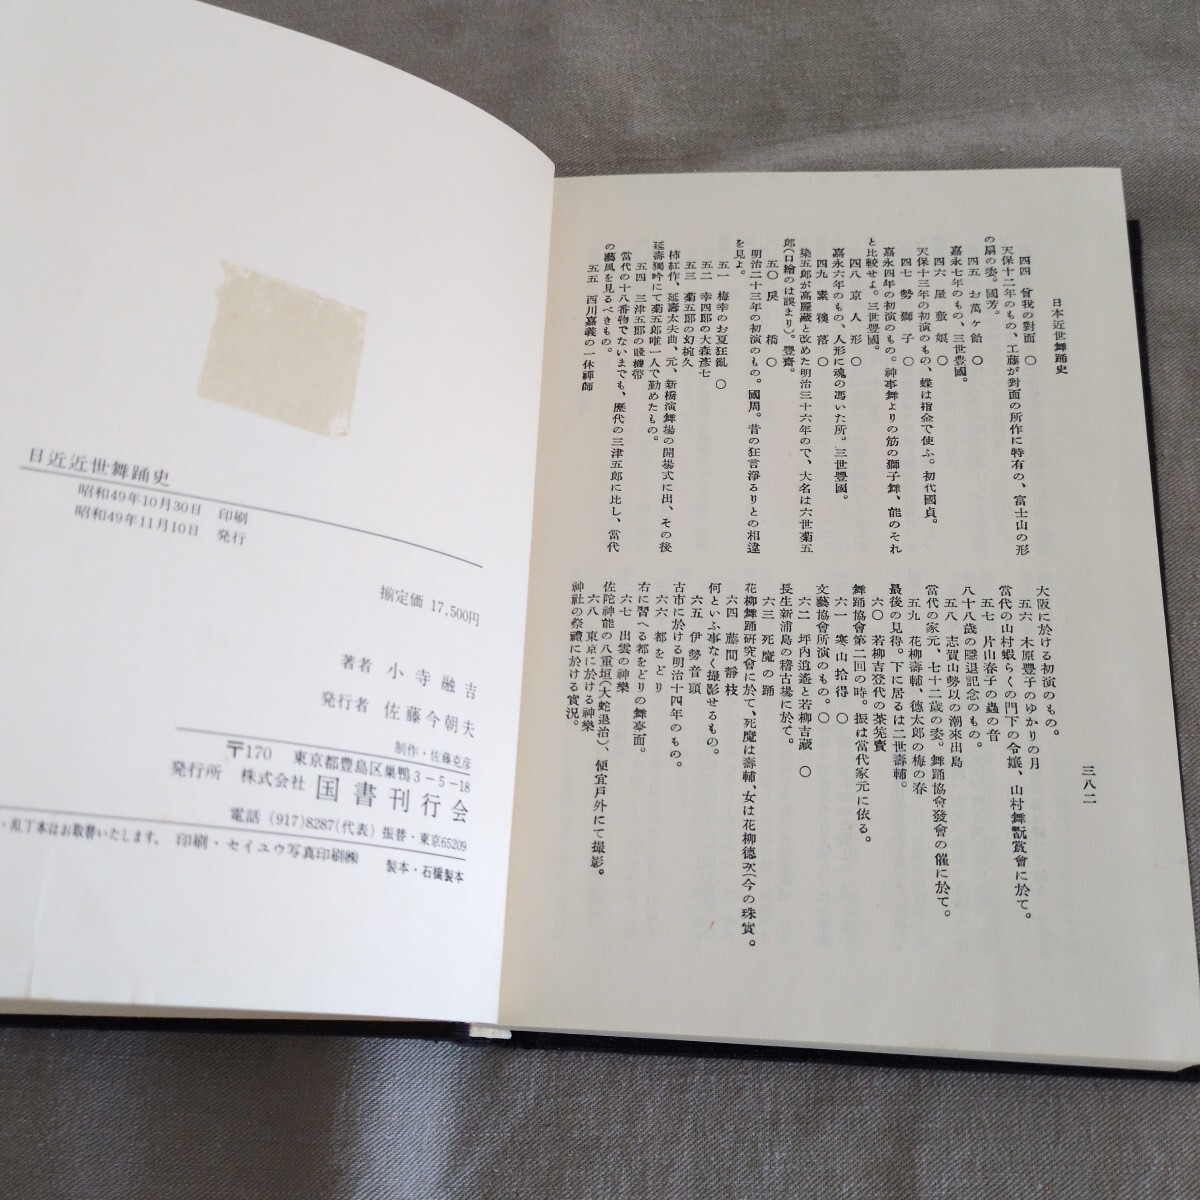 日本近世舞踊史
三八二
四四 曾我の對面 〇
天保十二年のもの、工藤が對面の所作に特有の、富士山の形
の扇の姿。國芳。
四五 お萬ヶ飴 〇
嘉永七年のもの、三世豊國。
四六 屋敷娘 〇
天保十三年の初演のもの、蝶は指金で使ふ。初代國貞。
四七 勢獅子 〇
嘉永四年の初演のもの。神事舞よりの筋の獅子舞、能のそれ
と比較せよ。三世豊國。
四八 京人形 〇
嘉永六年のもの、人形に魂の憑いた所。三世豊國。
四九 素襖落 〇
染五郎が高麗藏と改めた明治三十六年ので、大名は六世菊五
郎(口繪のは誤まり)。豐齋。
五〇 戻橋 〇
明治二十三年の初演のもの。國周。昔の狂言淨るりとの相違
を見よ。
五一 梅幸のお夏狂亂 〇
五二 幸四郎の大森彦七
五三 菊五郎の幻椀久
柿紅作、延壽太夫曲、元、新橋演舞場の開場式に出、その後
延壽獨吟にて菊五郎唯一人で勤めたもの。
五四 三津五郎の賤機帶
當代の十八番物でないまでも、歷代の三津五郎に比し、當代
の藝風を見るべきもの。
五五 西川嘉義の一休禪師
大阪に於ける初演のもの。
五六 木原豐子のゆかりの月
當代の山村蝦らくの門下の令孃、山村舞翫賞會に於て。
五七 片山春子の蟲の音
八十八歲の隱退記念のもの。
五八 志賀山勢以の潮來出島
當代の家元、七十二歲の姿。舞踊協會發會の催に於て。
五九 花柳壽輔、德太郎の梅の春
最後の見得。下に居るは二世壽輔。
六〇 若柳吉登代の茶筅賣
舞踊協會第二回の時。振は當代家元に依る。
六一 寒山拾得 〇
文藝協會所演のもの。〇
六二 坪內逍遙と若柳吉藏 〇
長生新浦島の稽古場に於て。
六三 死魔の踊
花柳舞踊硏究會に於て、死魔は壽輔、女は花柳德次(今の珠實。
六四 藤間靜枝
何といふ事なく撮影せるもの。
六五 伊勢音頭
古市に於ける明治十四年のもの。
六六 都をどり
右に習へる都をどりの舞臺面。
六七 出雲の神樂
佐陀神能の八重垣(大蛇退治)、便宜戶外にて撮影。
六八 東京に於ける神樂
神社の祭禮に於ける實況。
日近近世舞踊史
昭和49年10月30日 印刷
昭和49年11月10日 発行
揃定価 17,500円
著者 小寺融吉
発行者 佐藤今朝夫
制作・佐藤克彦
〒170 東京都豊島区巣鴨3-5-18
発行所 株式会社 国書刊行会
電話 (917)8287(代表) 振替・東京65209
・乱丁本はお取替いたします。 印刷・セイユウ写真印刷㈱ 製本・石橋製本